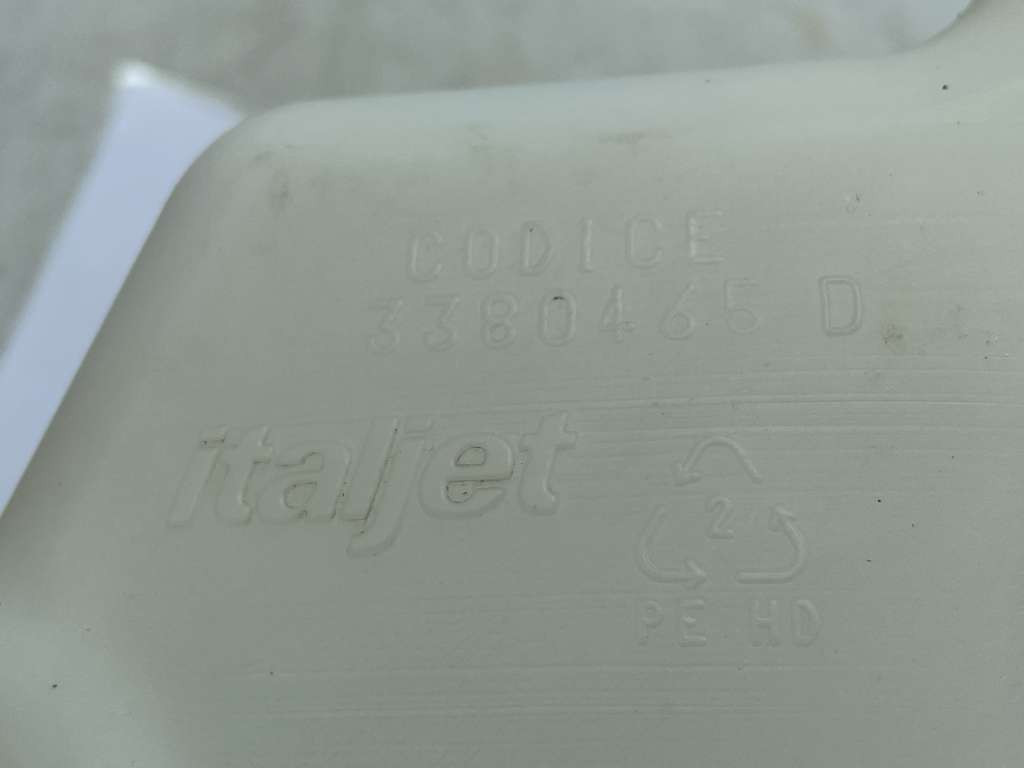 CODICE
3380465 D
italjet
2
PE HD